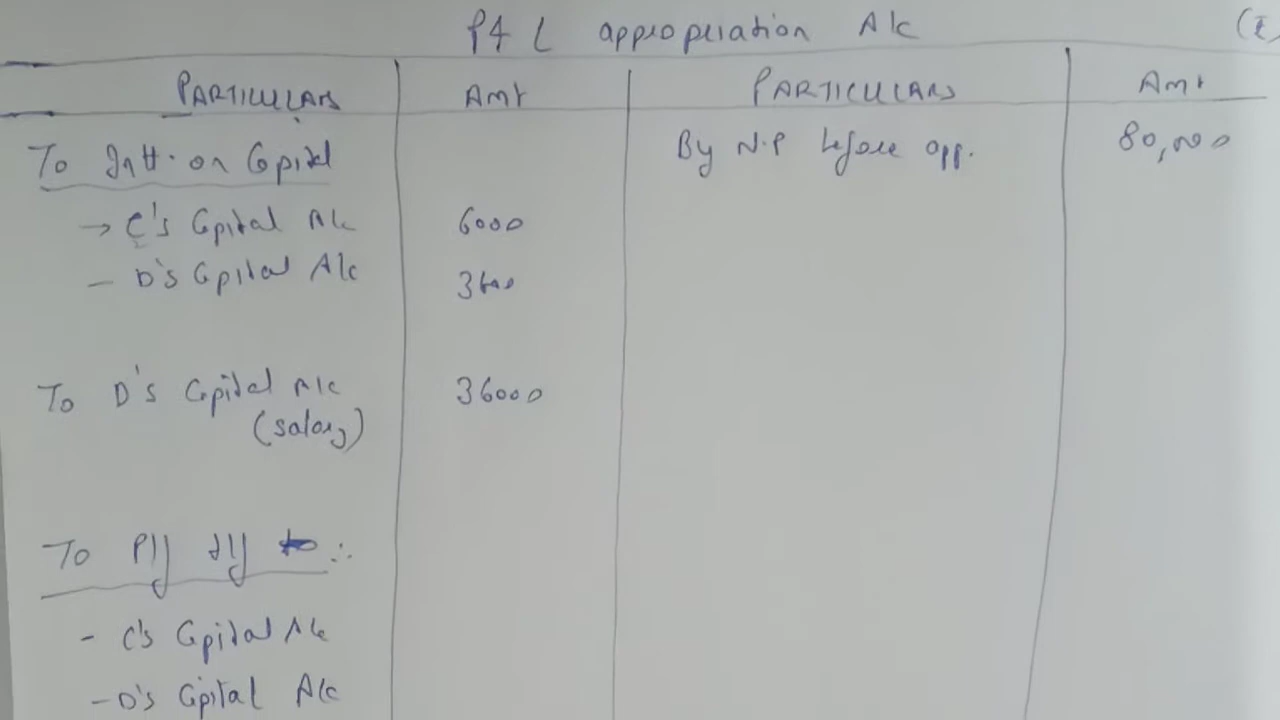 P & L appropriation A/c (₹)
PARTICULARS Amt PARTICULARS Amt
To Intt. on Capital By N.P before app. 80,000
→ C's Capital A/c 6000
- D's Capital A/c 3600
To D's Capital A/c 36000
(salary)
To :
- C's Capital A/c
- D's Capital A/c